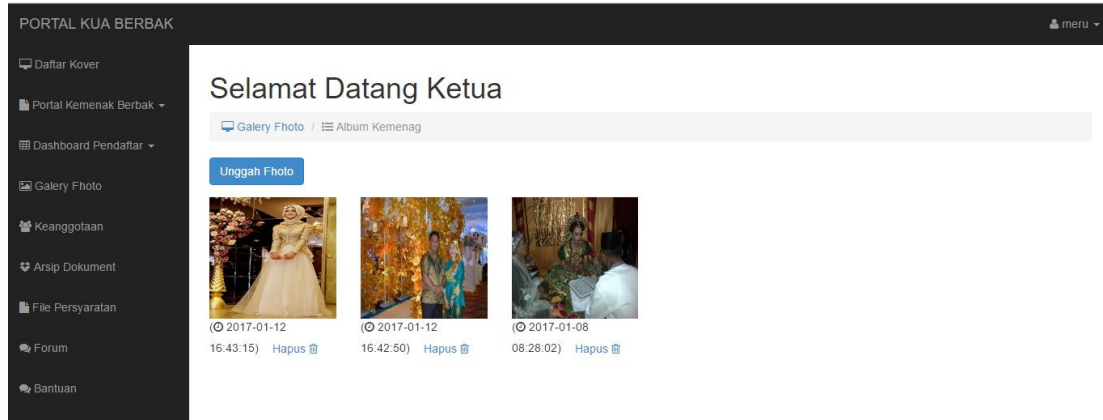 PORTAL KUA BERBAK
meru
Daftar Kover
Portal Kemenak Berbak
Dashboard Pendaftar
Galery Fhoto
Keanggotaan
Arsip Dokument
File Persyaratan
Forum
Bantuan
Selamat Datang Ketua
Galery Fhoto / Album Kemenag
Unggah Fhoto
(2017-01-12
16:43:15) Hapus
(2017-01-12
16:42:50) Hapus
(2017-01-08
08:28:02) Hapus